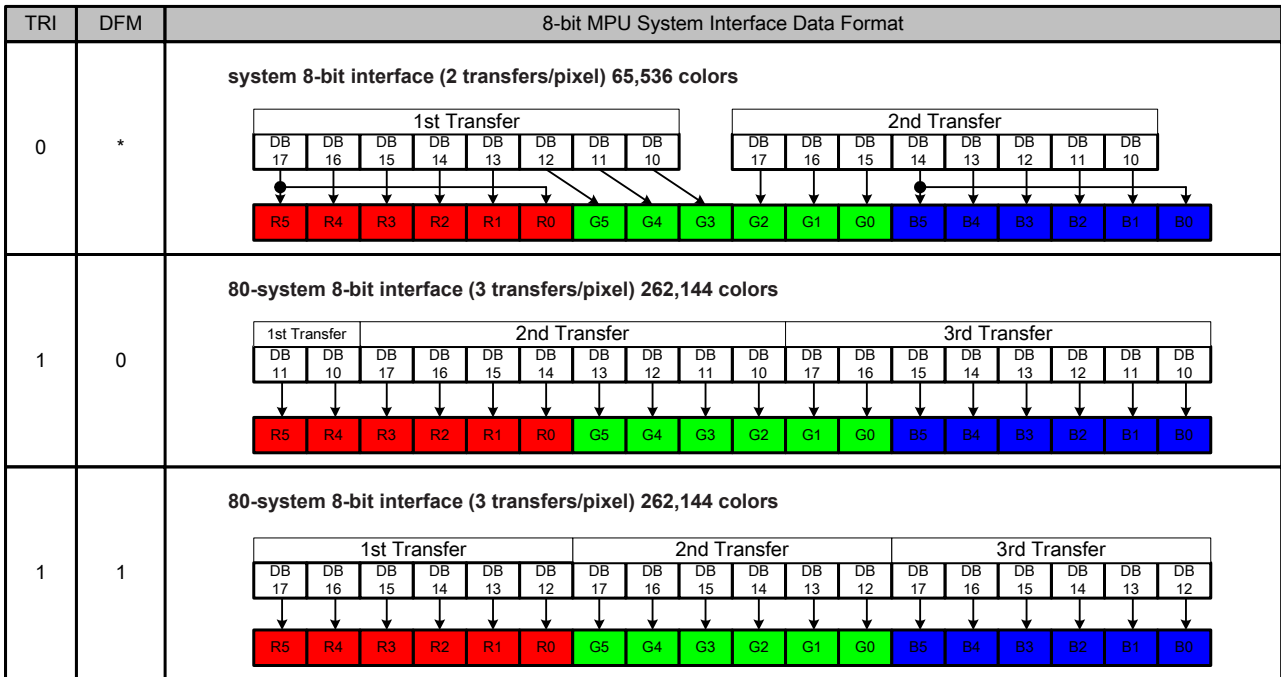 TRI DFM 8-bit MPU System Interface Data Format
0 *
system 8-bit interface (2 transfers/pixel) 65,536 colors
1st Transfer 2nd Transfer
DB DB DB DB DB DB DB DB DB DB DB DB DB DB DB DB
17 16 15 14 13 12 11 10 17 16 15 14 13 12 11 10
R5 R4 R3 R2 R1 R0 G5 G4 G3 G2 G1 G0 B5 B4 B3 B2 B1 B0
1 0
80-system 8-bit interface (3 transfers/pixel) 262,144 colors
1st Transfer 2nd Transfer 3rd Transfer
DB DB DB DB DB DB DB DB DB DB DB DB DB DB DB DB DB DB
11 10 17 16 15 14 13 12 11 10 17 16 15 14 13 12 11 10
R5 R4 R3 R2 R1 R0 G5 G4 G3 G2 G1 G0 B5 B4 B3 B2 B1 B0
1 1
80-system 8-bit interface (3 transfers/pixel) 262,144 colors
1st Transfer 2nd Transfer 3rd Transfer
DB DB DB DB DB DB DB DB DB DB DB DB DB DB DB DB DB DB
17 16 15 14 13 12 17 16 15 14 13 12 17 16 15 14 13 12
R5 R4 R3 R2 R1 R0 G5 G4 G3 G2 G1 G0 B5 B4 B3 B2 B1 B0